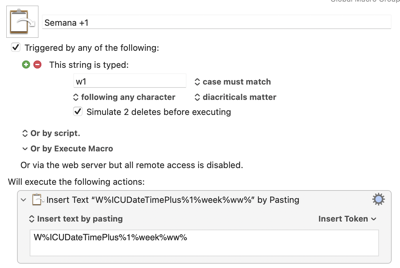 Semana +1
Triggered by any of the following:
This string is typed:
w1
case must match
following any character
diacriticals matter
Simulate 2 deletes before executing
Or by script.
Or by Execute Macro
Or via the web server but all remote access is disabled.
Will execute the following actions:
Insert Text “W%ICUDateTimePlus%1%week%ww%” by Pasting
Insert text by pasting
Insert Token
W%ICUDateTimePlus%1%week%ww%